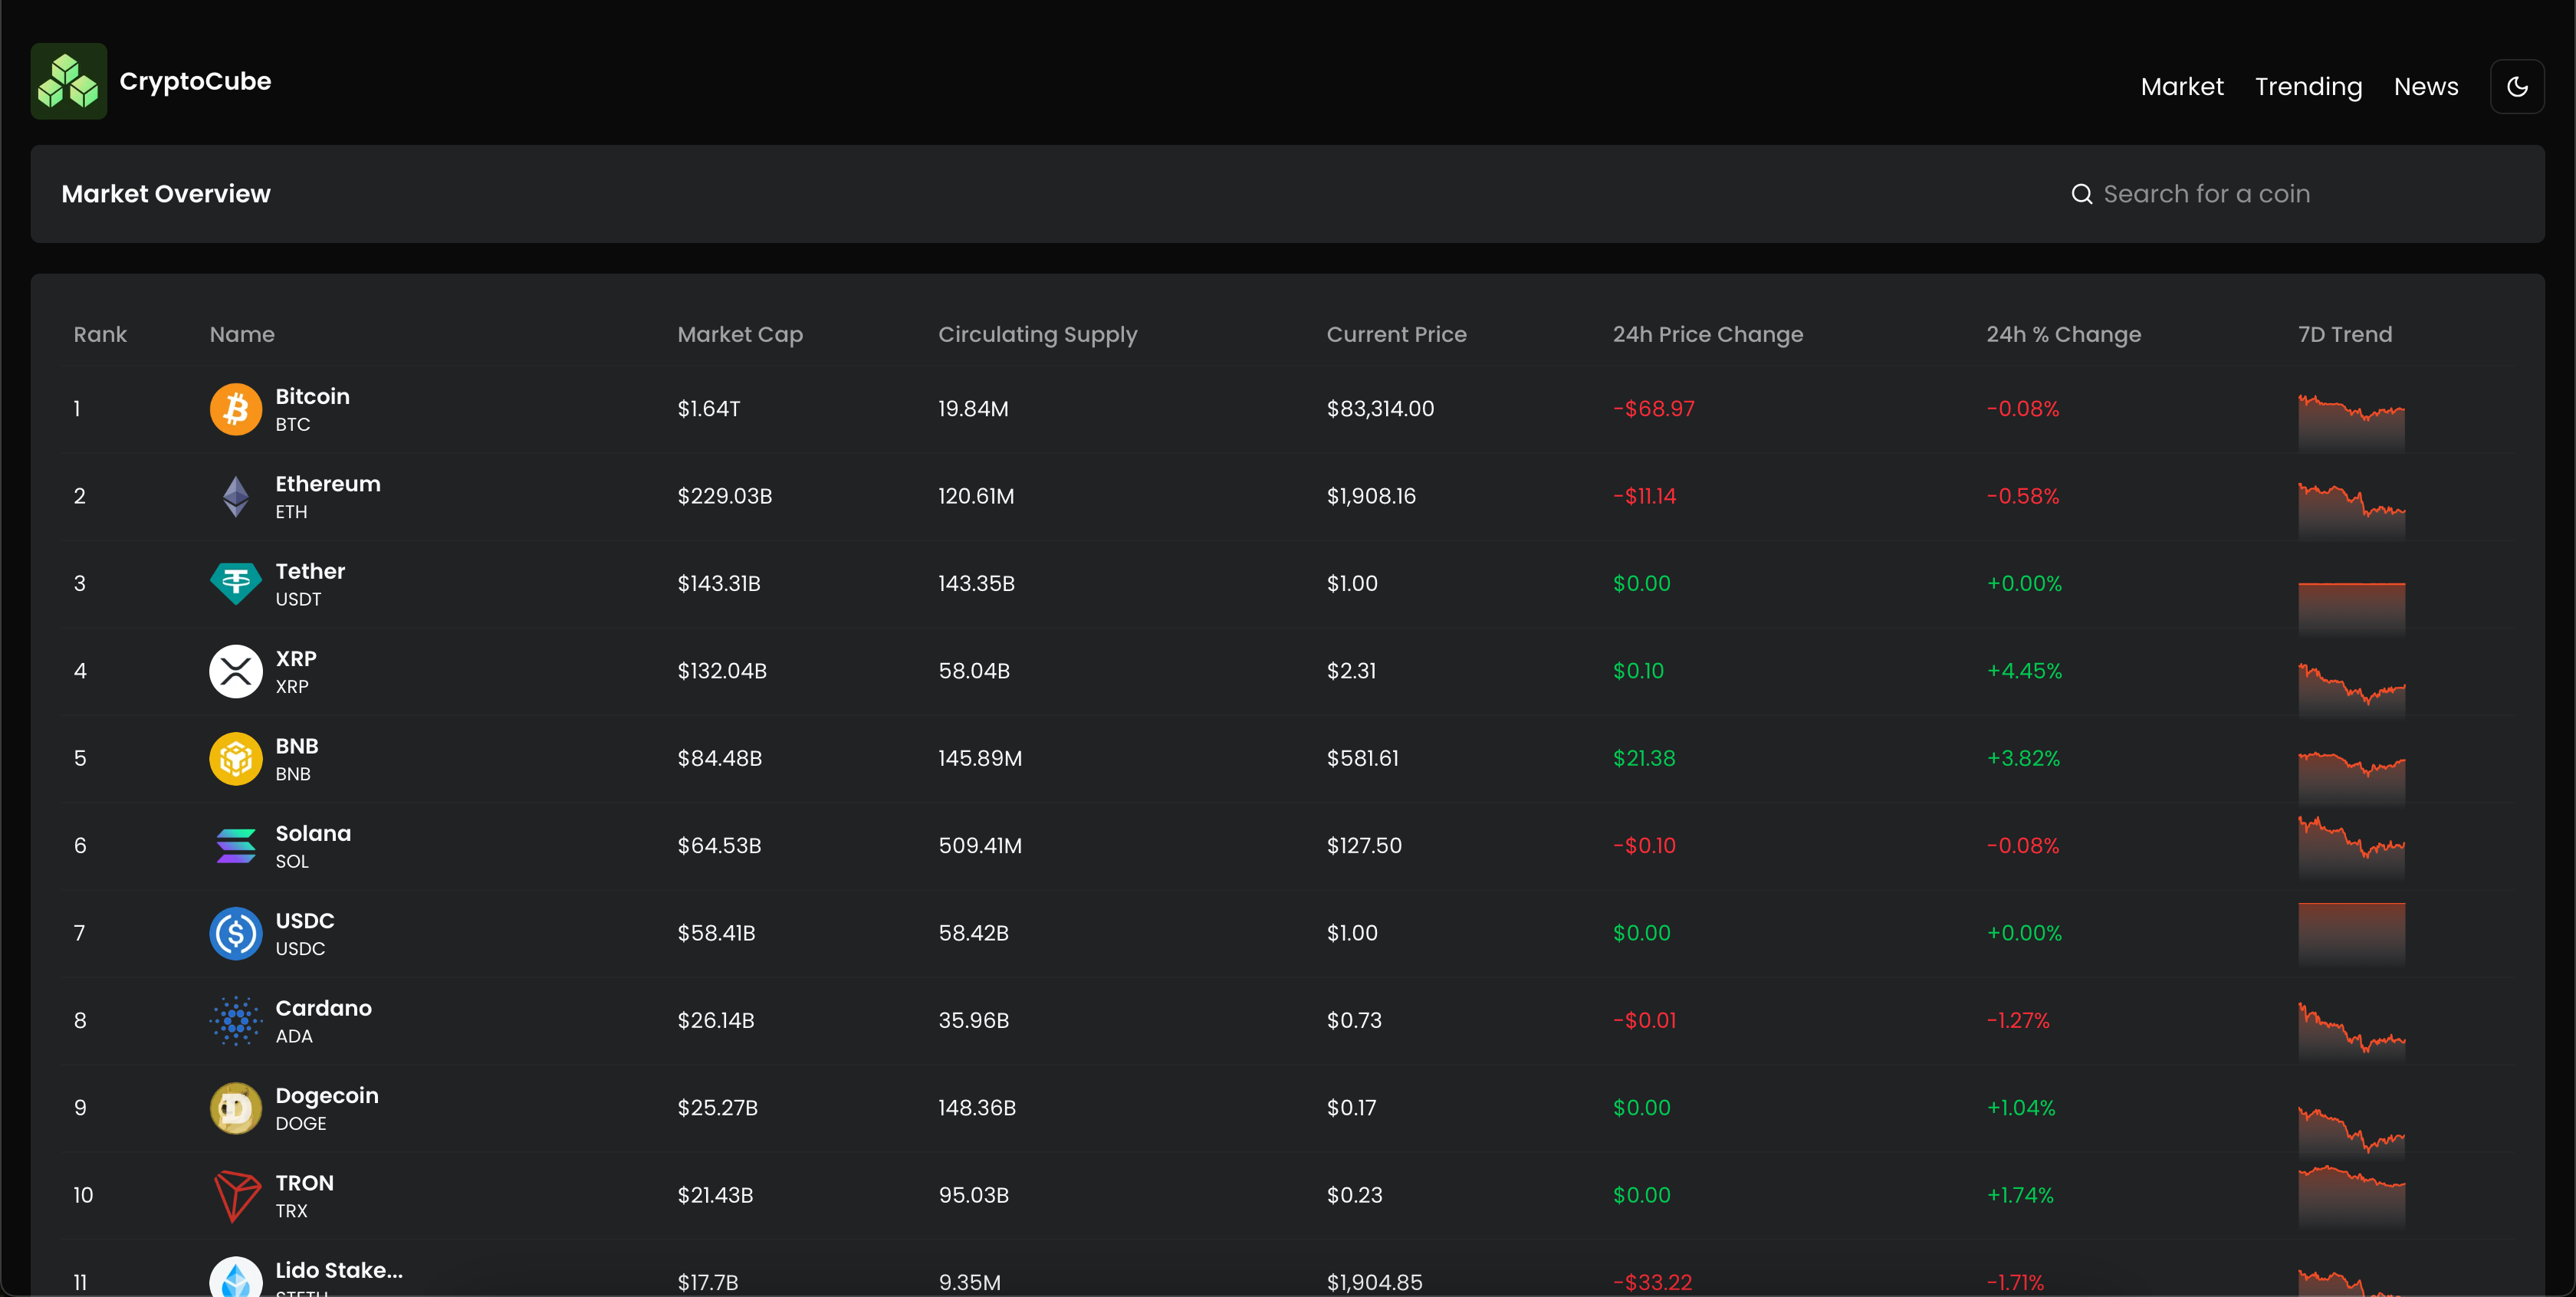 CryptoCube
Market Trending News
Market Overview
Search for a coin
Rank Name Market Cap Circulating Supply Current Price 24h Price Change 24h % Change 7D Trend
1 Bitcoin BTC $1.64T 19.84M $83,314.00 -$68.97 -0.08%
2 Ethereum ETH $229.03B 120.61M $1,908.16 -$11.14 -0.58%
3 Tether USDT $143.31B 143.35B $1.00 $0.00 +0.00%
4 XRP XRP $132.04B 58.04B $2.31 $0.10 +4.45%
5 BNB BNB $84.48B 145.89M $581.61 $21.38 +3.82%
6 Solana SOL $64.53B 509.41M $127.50 -$0.10 -0.08%
7 USDC USDC $58.41B 58.42B $1.00 $0.00 +0.00%
8 Cardano ADA $26.14B 35.96B $0.73 -$0.01 -1.27%
9 Dogecoin DOGE $25.27B 148.36B $0.17 $0.00 +1.04%
10 TRON TRX $21.43B 95.03B $0.23 $0.00 +1.74%
11 Lido Stake... $17.7B 9.35M $1,904.85 -$33.22 -1.71%